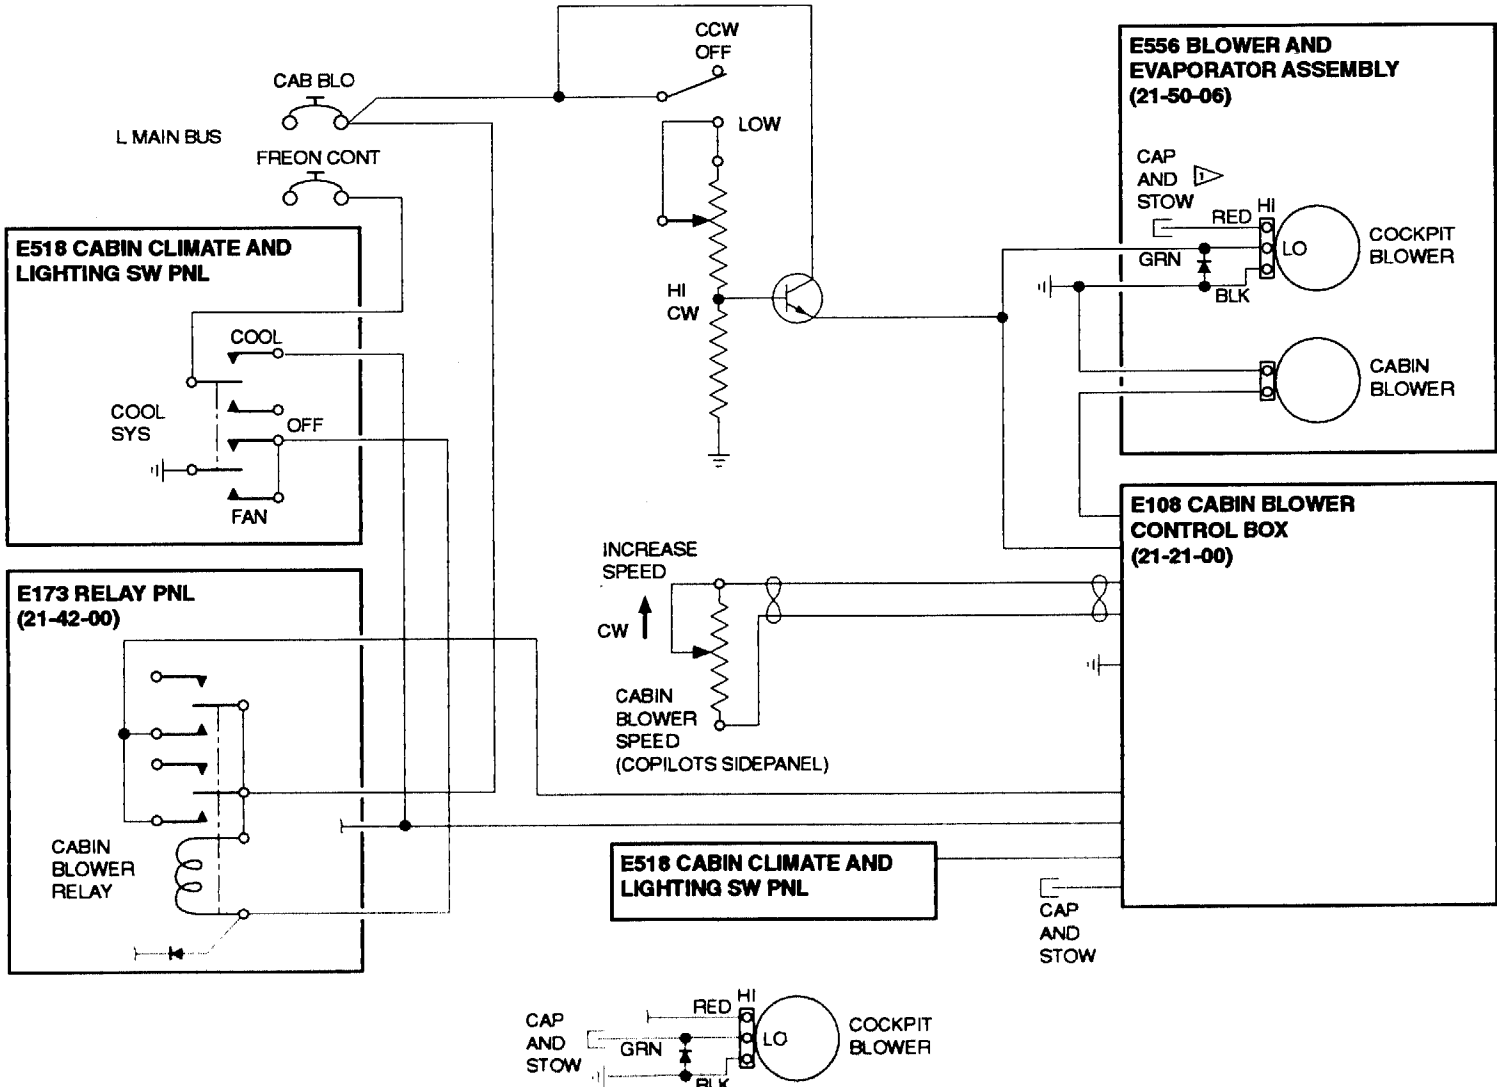 CCW
OFF
CAB BLO
L MAIN BUS
FREON CONT
LOW
HI
CW
E556 BLOWER AND
EVAPORATOR ASSEMBLY
(21-50-06)
CAP
AND
STOW
1
RED
HI
LO
GRN
BLK
COCKPIT
BLOWER
CABIN
BLOWER
E518 CABIN CLIMATE AND
LIGHTING SW PNL
COOL
COOL
SYS
OFF
FAN
E108 CABIN BLOWER
CONTROL BOX
(21-21-00)
INCREASE
SPEED
CW
CABIN
BLOWER
SPEED
(COPILOTS SIDEPANEL)
E173 RELAY PNL
(21-42-00)
CABIN
BLOWER
RELAY
E518 CABIN CLIMATE AND
LIGHTING SW PNL
CAP
AND
STOW
CAP
AND
STOW
RED
HI
LO
GRN
BLK
COCKPIT
BLOWER